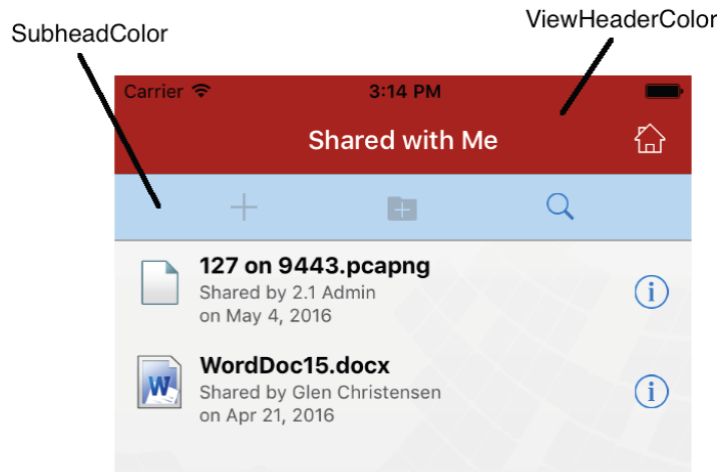 ViewHeaderColor
SubheadColor
Carrier 3:14 PM
Shared with Me
127 on 9443.pcapng
Shared by 2.1 Admin
on May 4, 2016
W
WordDoc15.docx
Shared by Glen Christensen
on Apr 21, 2016